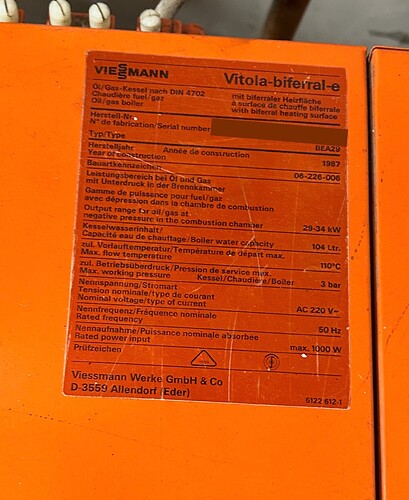 VIESSMANN
Vitola-biferral-e
Öl/Gas-Kessel nach DIN 4702
Chaudière fuel/gaz
Oil/gas boiler
mit biferraler Heizfläche
à surface de chauffe biferrale
with biferral heating surface
Herstell-Nr.
N° de fabrication/Serial number
Typ/Type BEA29
Herstelljahr Année de construction
Year of construction 1987
Bauartkennzeichen 06-226-006
Leistungsbereich bei Öl und Gas
mit Unterdruck in der Brennkammer
Gamme de puissance pour fuel/gaz
avec dépression dans la chambre de combustion
Output range for oil/gas at
negative pressure in the combustion chamber 29-34 kW
Kesselwasserinhalt/
Capacité eau de chauffage/Boiler water capacity 104 Ltr.
zul. Vorlauftemperatur/Température de départ max.
Max. flow temperature 110°C
zul. Betriebsüberdruck/Pression de service max.
Max. working pressure Kessel/Chaudière/Boiler 3 bar
Nennspannung/Stromart
Tension nominale/type de courant
Nominal voltage/type of current AC 220 V~
Nennfrequenz/Fréquence nominale
Rated frequency 50 Hz
Nennaufnahme/Puissance nominale absorbée
Rated power input max. 1000 W
Prüfzeichen
Viessmann Werke GmbH & Co
D-3559 Allendorf (Eder)
5122 612-1